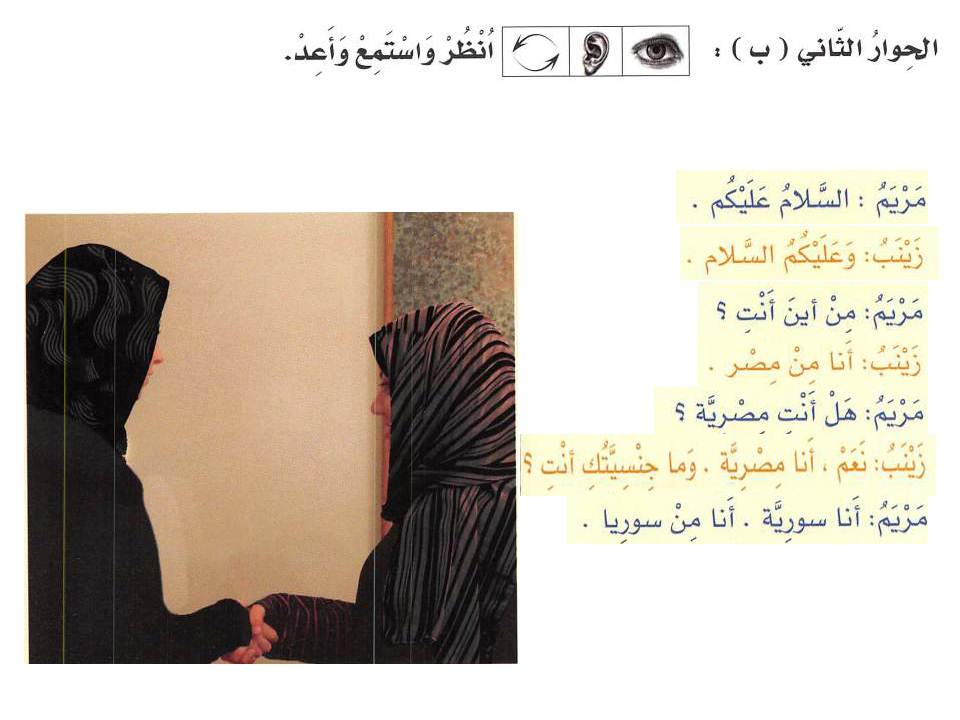 الحِوارُ الثّاني ( ب ) : اُنْظُرْ وَاسْتَمِعْ وَأَعِدْ.
مَرْيَمُ : السَّلامُ عَلَيْكُم .
زَيْنَبُ: وَعَلَيْكُمُ السَّلام .
مَرْيَمُ: مِنْ أينَ أَنْتِ ؟
زَيْنَبُ: أَنا مِنْ مِصْر .
مَرْيَمُ: هَلْ أَنْتِ مِصْرِيَّة ؟
زَيْنَبُ: نَعَمْ ، أَنا مِصْرِيَّة . وَما جِنْسِيَّتُكِ أنْتِ ؟
مَرْيَمُ: أَنا سورِيَّة . أَنا مِنْ سورِيا .